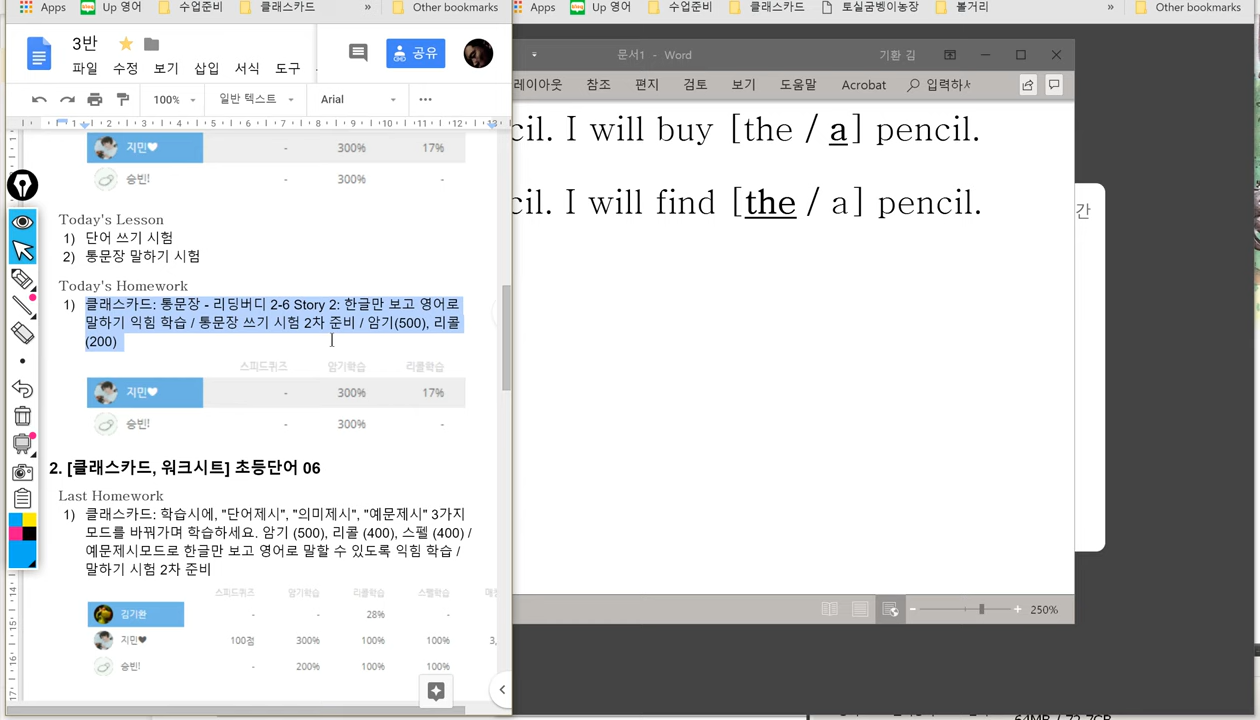 Apps Up 영어 수업준비 클래스카드 » Other bookmarks
Apps Up 영어 수업준비 클래스카드 토실굼벵이농장 볼거리 » Other bookmarks
3반
파일 수정 보기 삽입 서식 도구
공유
100% 일반 텍스트 Arial
지민♥ - 300% 17%
승빈! - 300% -
Today's Lesson
1) 단어 쓰기 시험
2) 통문장 말하기 시험
Today's Homework
1) 클래스카드: 통문장 - 리딩버디 2-6 Story 2: 한글만 보고 영어로
말하기 익힘 학습 / 통문장 쓰기 시험 2차 준비 / 암기(500), 리콜
(200)
스피드퀴즈 암기학습 리콜학습
지민♥ - 300% 17%
승빈! - 300% -
2. [클래스카드, 워크시트] 초등단어 06
Last Homework
1) 클래스카드: 학습시에, "단어제시", "의미제시", "예문제시" 3가지
모드를 바꿔가며 학습하세요. 암기 (500), 리콜 (400), 스펠 (400) /
예문제시모드로 한글만 보고 영어로 말할 수 있도록 익힘 학습 /
말하기 시험 2차 준비
스피드퀴즈 암기학습 리콜학습 스펠학습
김기환 - - 28% -
지민♥ 100점 300% 100% 100% 3,
승빈! - 200% 100% 100%
문서1 - Word 기환 김
레이아웃 참조 편지 검토 보기 도움말 Acrobat 입력하
cil. I will buy [the / a] pencil.
cil. I will find [the / a] pencil.
간
250%
64MB / 72.7GB